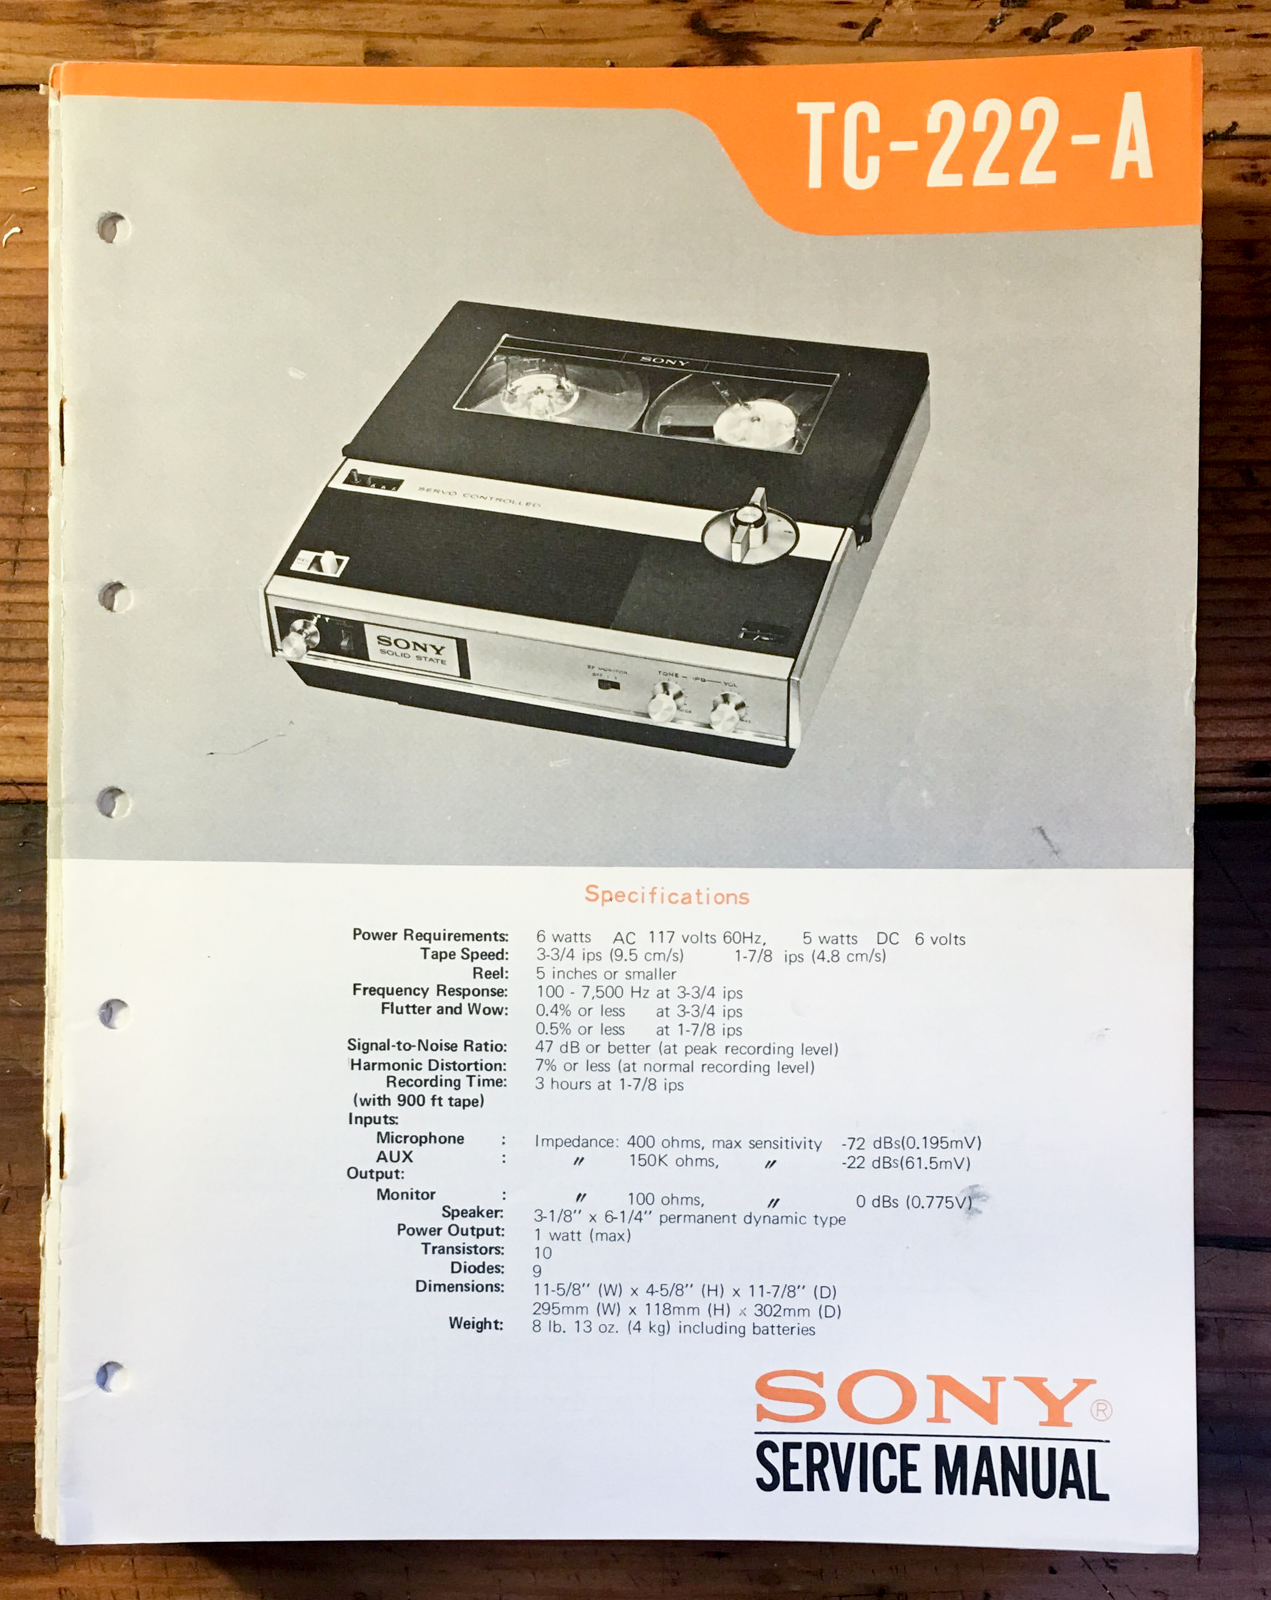 TC-222-A
SONY
SERVO CONTROLLED
SONY
SOLID STATE
TONE
VOL
Specifications
Power Requirements: 6 watts AC 117 volts 60Hz, 5 watts DC 6 volts
Tape Speed: 3-3/4 ips (9.5 cm/s) 1-7/8 ips (4.8 cm/s)
Reel: 5 inches or smaller
Frequency Response: 100 - 7,500 Hz at 3-3/4 ips
Flutter and Wow: 0.4% or less at 3-3/4 ips
0.5% or less at 1-7/8 ips
Signal-to-Noise Ratio: 47 dB or better (at peak recording level)
Harmonic Distortion: 7% or less (at normal recording level)
Recording Time: 3 hours at 1-7/8 ips
(with 900 ft tape)
Inputs:
Microphone : Impedance: 400 ohms, max sensitivity -72 dBs(0.195mV)
AUX : 〃 150K ohms, 〃 -22 dBs(61.5mV)
Output:
Monitor : 〃 100 ohms, 〃 0 dBs (0.775V)
Speaker: 3-1/8" x 6-1/4" permanent dynamic type
Power Output: 1 watt (max)
Transistors: 10
Diodes: 9
Dimensions: 11-5/8" (W) x 4-5/8" (H) x 11-7/8" (D)
295mm (W) x 118mm (H) x 302mm (D)
Weight: 8 lb. 13 oz. (4 kg) including batteries
SONY®
SERVICE MANUAL